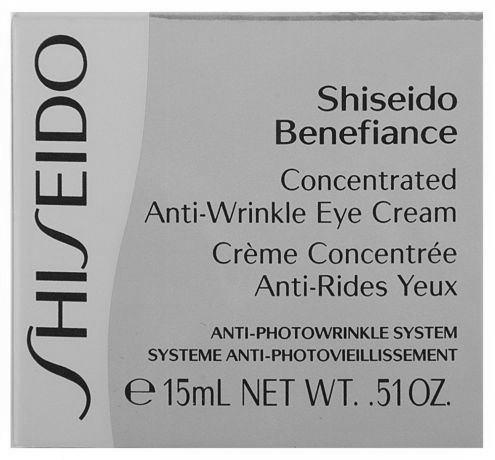 SHISEIDO
Shiseido
Benefiance
Concentrated
Anti-Wrinkle Eye Cream
Crème Concentrée
Anti-Rides Yeux
ANTI-PHOTOWRINKLE SYSTEM
SYSTEME ANTI-PHOTOVIEILLISSEMENT
℮ 15mL NET WT. .51 OZ.